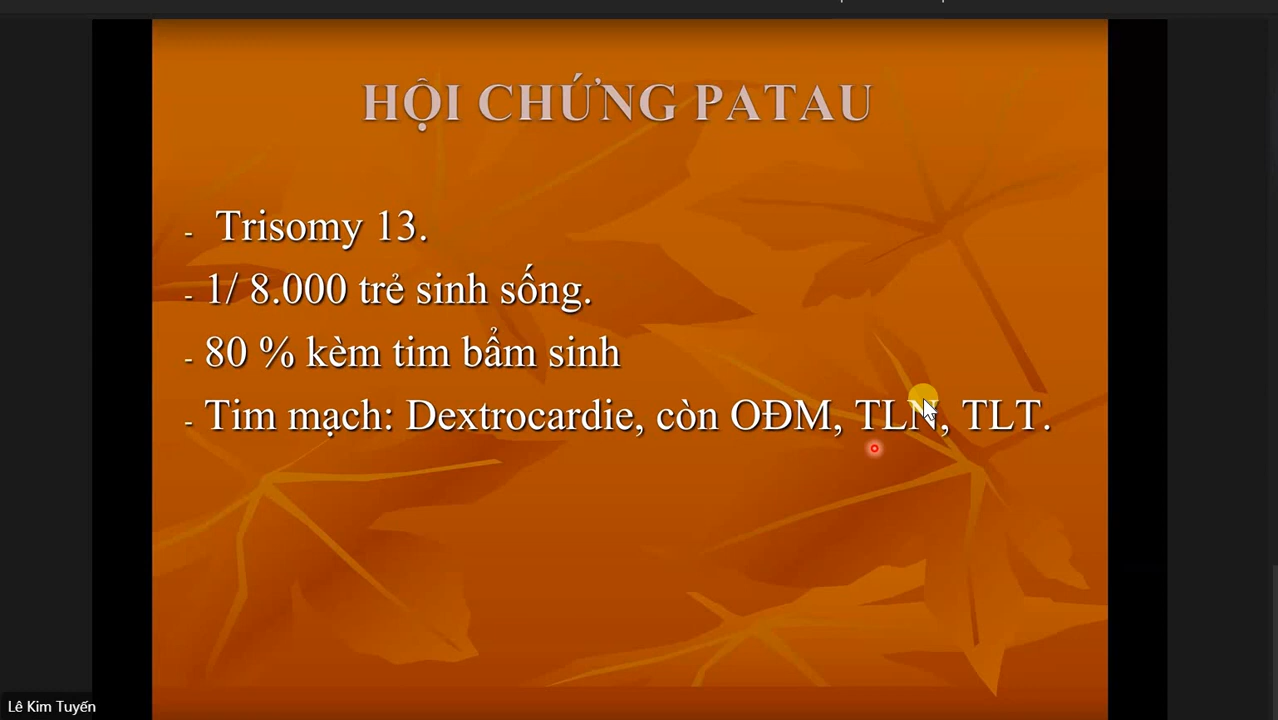 HỘI CHỨNG PATAU
- Trisomy 13.
- 1/ 8.000 trẻ sinh sống.
- 80 % kèm tim bẩm sinh
- Tim mạch: Dextrocardie, còn OĐM, TLN, TLT.
Lê Kim Tuyến